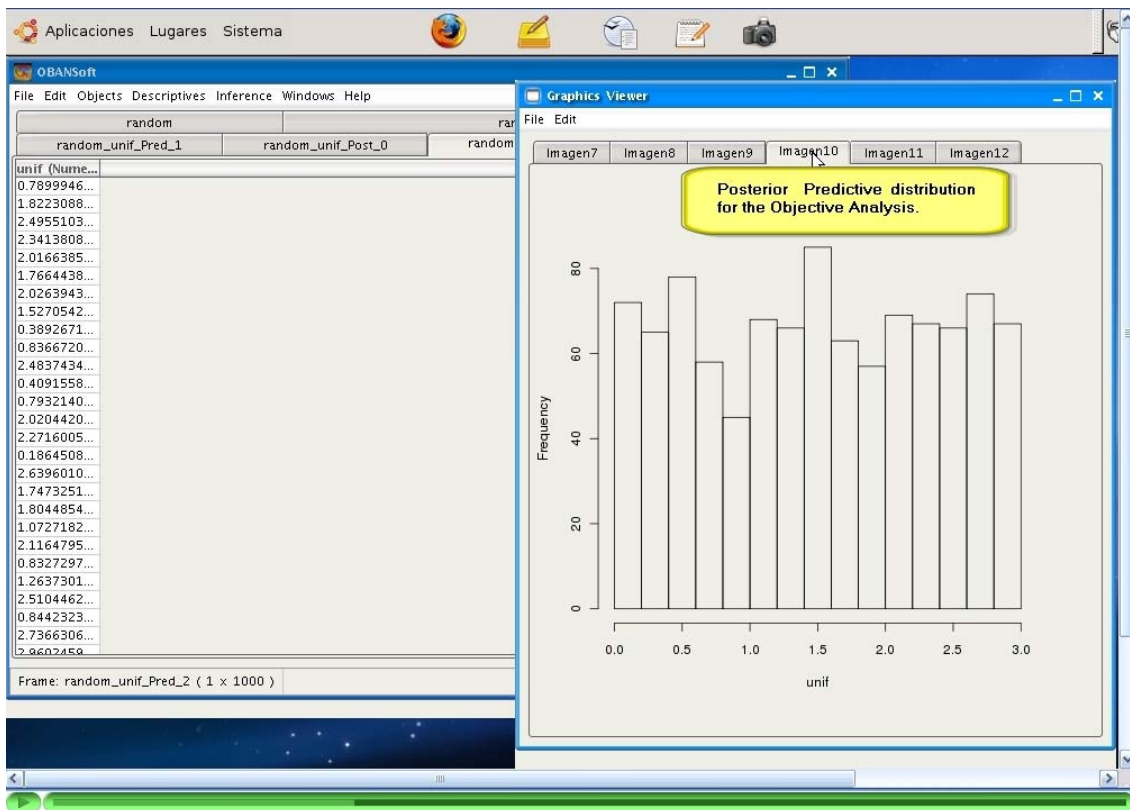 Aplicaciones Lugares Sistema
OBANSoft
File Edit Objects Descriptives Inference Windows Help
random
random_unif_Pred_1 random_unif_Post_0 random
unif (Nume...
0.7899946...
1.8223088...
2.4955103...
2.3413808...
2.0166385...
1.7664438...
2.0263943...
1.5270542...
0.3892671...
0.8366720...
2.4837434...
0.4091558...
0.7932140...
2.0204420...
2.2716005...
0.1864508...
2.6396010...
1.7473251...
1.8044854...
1.0727182...
2.1164795...
0.8327297...
1.2637301...
2.5104462...
0.8442323...
2.7366306...
2.9602459
Frame: random_unif_Pred_2 ( 1 x 1000 )
Graphics Viewer
File Edit
Imagen7 Imagen8 Imagen9 Imagen10 Imagen11 Imagen12
Posterior Predictive distribution
for the Objective Analysis.
Frequency
80
60
40
20
0
0.0 0.5 1.0 1.5 2.0 2.5 3.0
unif